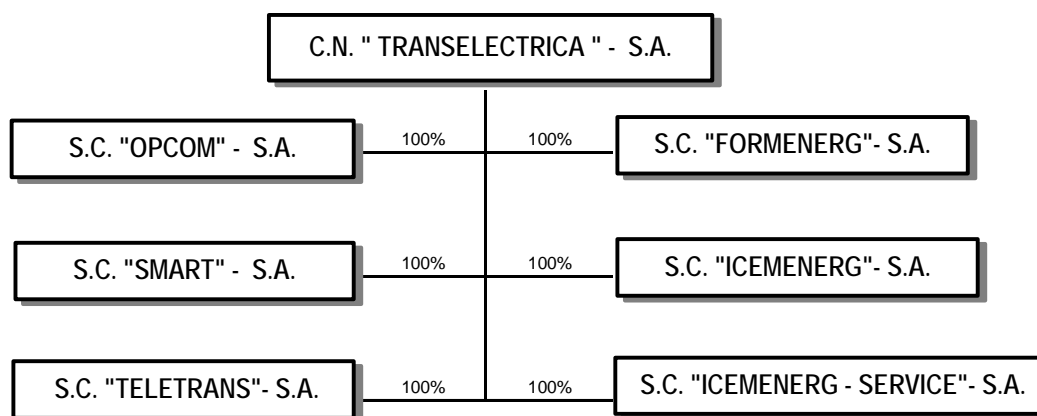 C.N. " TRANSELECTRICA " - S.A.
S.C. "OPCOM" - S.A.
100%
100%
S.C. "FORMENERG"- S.A.
S.C. "SMART" - S.A.
100%
100%
S.C. "ICEMENERG"- S.A.
S.C. "TELETRANS"- S.A.
100%
100%
S.C. "ICEMENERG - SERVICE"- S.A.